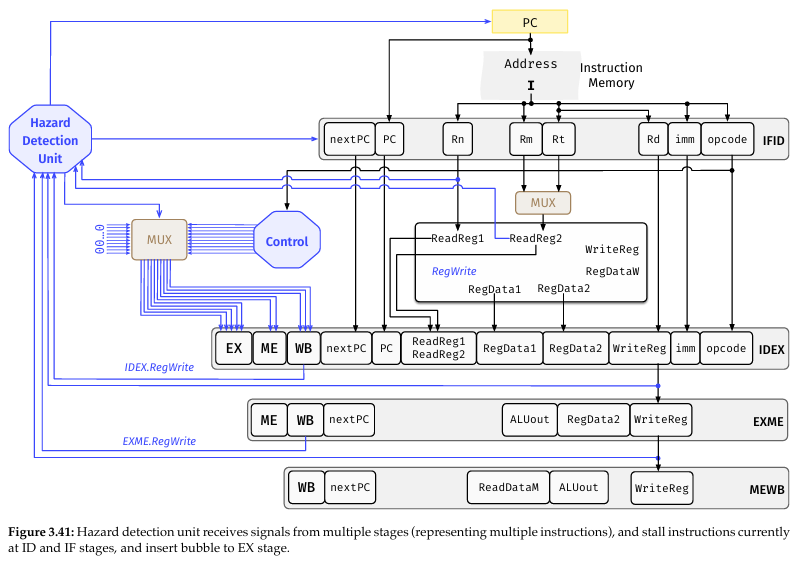 PC
Address
I
Instruction
Memory
Hazard
Detection
Unit
nextPC PC Rn Rm Rt Rd imm opcode IFID
MUX
00...0
MUX
Control
ReadReg1 ReadReg2
WriteReg
RegWrite
RegDataW
RegData1 RegData2
EX ME WB nextPC PC ReadReg1 ReadReg2 RegData1 RegData2 WriteReg imm opcode IDEX
IDEX.RegWrite
ME WB nextPC ALUout RegData2 WriteReg EXME
EXME.RegWrite
WB nextPC ReadDataM ALUout WriteReg MEWB
Figure 3.41: Hazard detection unit receives signals from multiple stages (representing multiple instructions), and stall instructions currently
at ID and IF stages, and insert bubble to EX stage.